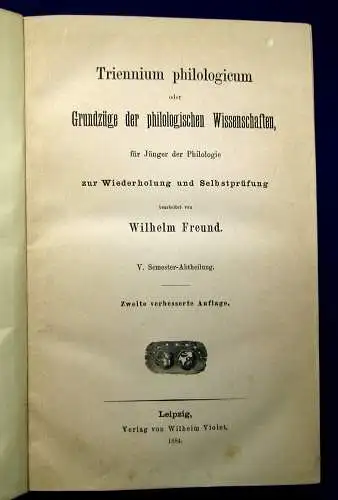 Triennium philologicum
oder
Grundzüge der philologischen Wissenschaften,
für Jünger der Philologie
zur Wiederholung und Selbstprüfung
bearbeitet von
Wilhelm Freund.
V. Semester-Abtheilung.
Zweite verbesserte Auflage.
Leipzig,
Verlag von Wilhelm Violet.
1884.